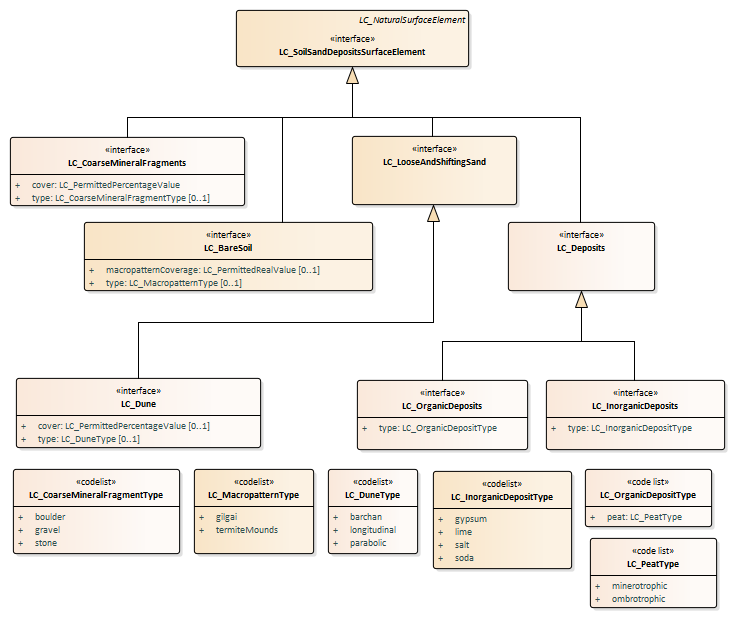 LC_NaturalSurfaceElement
«interface»
LC_SoilSandDepositsSurfaceElement
«interface»
LC_CoarseMineralFragments
+ cover: LC_PermittedPercentageValue
+ type: LC_CoarseMineralFragmentType [0..1]
«interface»
LC_LooseAndShiftingSand
«interface»
LC_BareSoil
+ macropatternCoverage: LC_PermittedRealValue [0..1]
+ type: LC_MacropatternType [0..1]
«interface»
LC_Deposits
«interface»
LC_Dune
+ cover: LC_PermittedPercentageValue [0..1]
+ type: LC_DuneType [0..1]
«interface»
LC_OrganicDeposits
+ type: LC_OrganicDepositType
«interface»
LC_InorganicDeposits
+ type: LC_InorganicDepositType
«codelist»
LC_CoarseMineralFragmentType
+ boulder
+ gravel
+ stone
«codelist»
LC_MacropatternType
+ gilgai
+ termiteMounds
«codelist»
LC_DuneType
+ barchan
+ longitudinal
+ parabolic
«codelist»
LC_InorganicDepositType
+ gypsum
+ lime
+ salt
+ soda
«code list»
LC_OrganicDepositType
+ peat: LC_PeatType
«code list»
LC_PeatType
+ minerotrophic
+ ombrotrophic